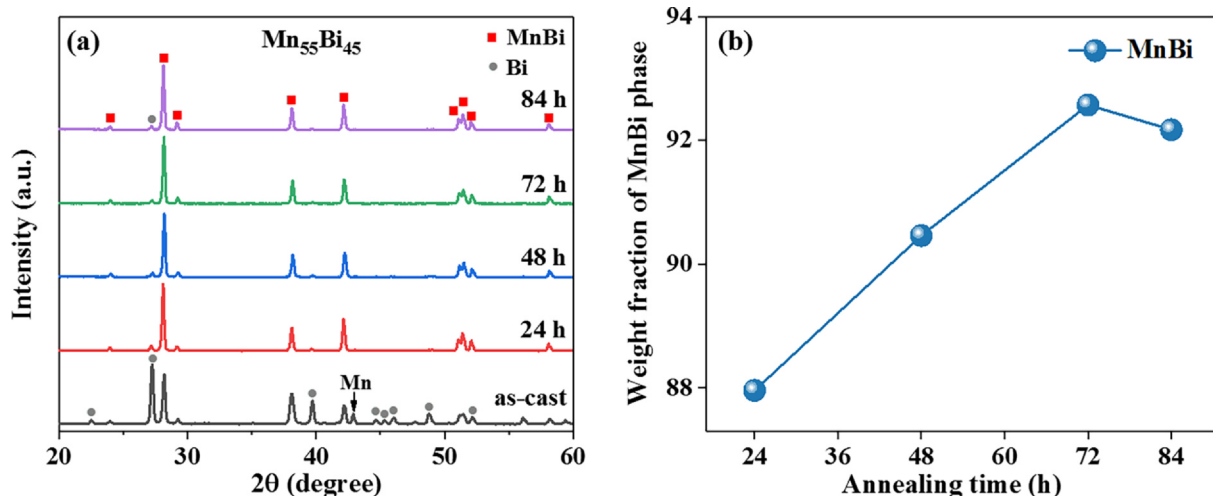 (a)
Mn₅₅Bi₄₅
MnBi
Bi
84 h
72 h
48 h
24 h
Mn
as-cast
Intensity (a.u.)
20 30 40 50 60
2θ (degree)
(b)
MnBi
94
92
90
88
Weight fraction of MnBi phase
24 36 48 60 72 84
Annealing time (h)